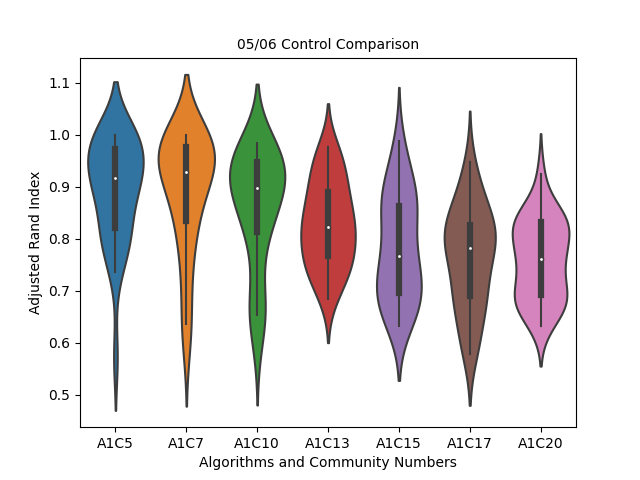 05/06 Control Comparison
Adjusted Rand Index
1.1
1.0
0.9
0.8
0.7
0.6
0.5
A1C5 A1C7 A1C10 A1C13 A1C15 A1C17 A1C20
Algorithms and Community Numbers